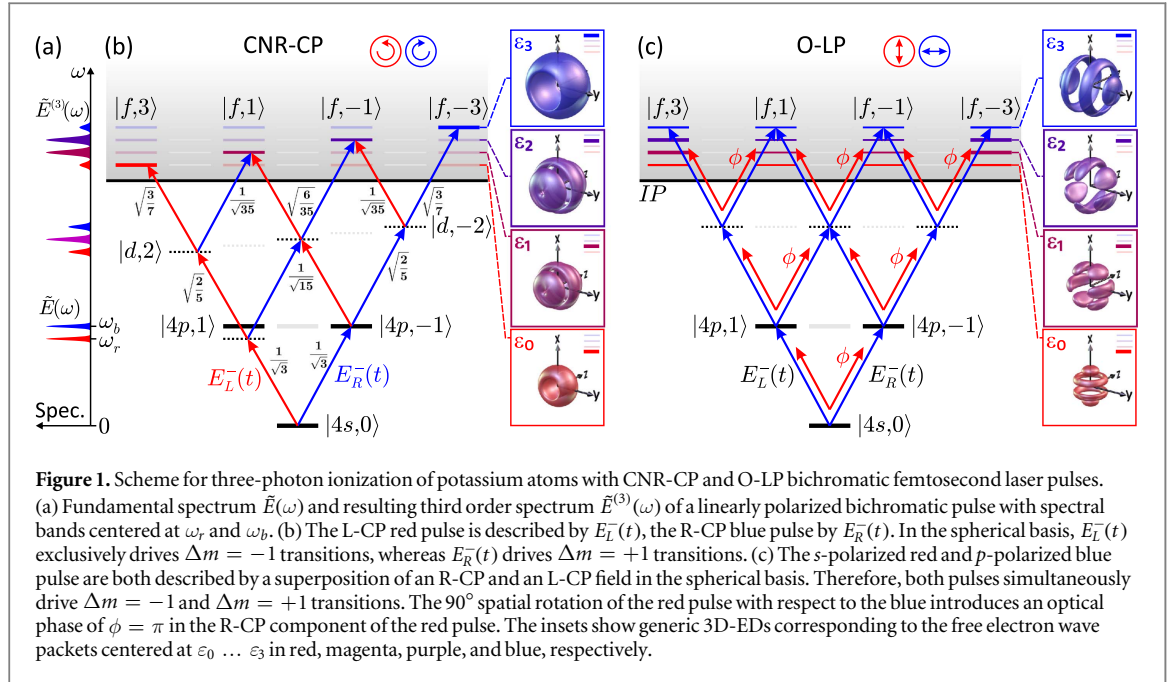 (a) (b) CNR-CP (c) O-LP
ω
Ẽ⁽³⁾(ω)
|f,3⟩ |f,1⟩ |f,-1⟩ |f,-3⟩
ε₃ x y
ε₂ x y
ε₁ x z y
ε₀ x z y
√3/7 1/√35 √6/35 1/√35 √3/7
|d,2⟩ |d,-2⟩
√2/5 1/√15 √2/5
Ẽ(ω)
ω_b
ω_r
|4p,1⟩ |4p,-1⟩
1/√3 1/√3
E_L⁻(t) E_R⁻(t)
Spec. 0
|4s,0⟩
|f,3⟩ |f,1⟩ |f,-1⟩ |f,-3⟩
ϕ ϕ ϕ
IP
ϕ ϕ
|4p,1⟩ |4p,-1⟩
ϕ
E_L⁻(t) E_R⁻(t)
|4s,0⟩
ε₃ x y
ε₂ x y
ε₁ x z y
ε₀ x z y
Figure 1. Scheme for three-photon ionization of potassium atoms with CNR-CP and O-LP bichromatic femtosecond laser pulses.
(a) Fundamental spectrum Ẽ(ω) and resulting third order spectrum Ẽ⁽³⁾(ω) of a linearly polarized bichromatic pulse with spectral
bands centered at ω_r and ω_b. (b) The L-CP red pulse is described by E_L⁻(t), the R-CP blue pulse by E_R⁻(t). In the spherical basis, E_L⁻(t)
exclusively drives Δm = −1 transitions, whereas E_R⁻(t) drives Δm = +1 transitions. (c) The s-polarized red and p-polarized blue
pulse are both described by a superposition of an R-CP and an L-CP field in the spherical basis. Therefore, both pulses simultaneously
drive Δm = −1 and Δm = +1 transitions. The 90° spatial rotation of the red pulse with respect to the blue introduces an optical
phase of ϕ = π in the R-CP component of the red pulse. The insets show generic 3D-EDs corresponding to the free electron wave
packets centered at ε₀ … ε₃ in red, magenta, purple, and blue, respectively.